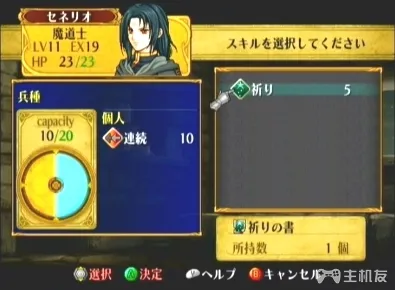 セネリオ
魔道士
LV11 EX19
HP 23/23
スキルを選択してください
兵種
capacity
10/20
個人
連続 10
祈り 5
祈りの書
所持数 1 個
選択 A 決定 Y ヘルプ B キャンセル
主机友